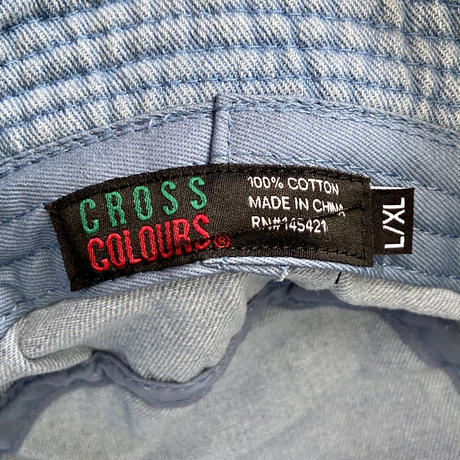 CROSS
COLOURS®
100% COTTON
MADE IN CHINA
RN#145421
L/XL